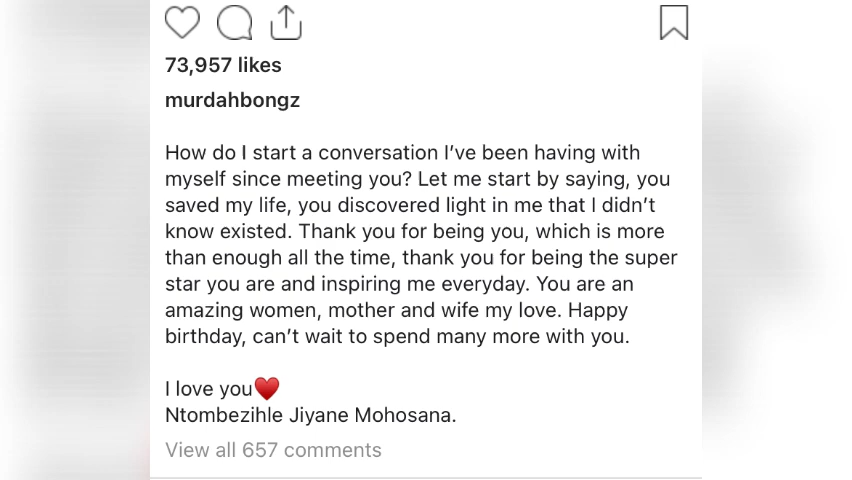 73,957 likes
murdahbongz
How do I start a conversation I’ve been having with
myself since meeting you? Let me start by saying, you
saved my life, you discovered light in me that I didn’t
know existed. Thank you for being you, which is more
than enough all the time, thank you for being the super
star you are and inspiring me everyday. You are an
amazing women, mother and wife my love. Happy
birthday, can’t wait to spend many more with you.
I love you♥️
Ntombezihle Jiyane Mohosana.
View all 657 comments